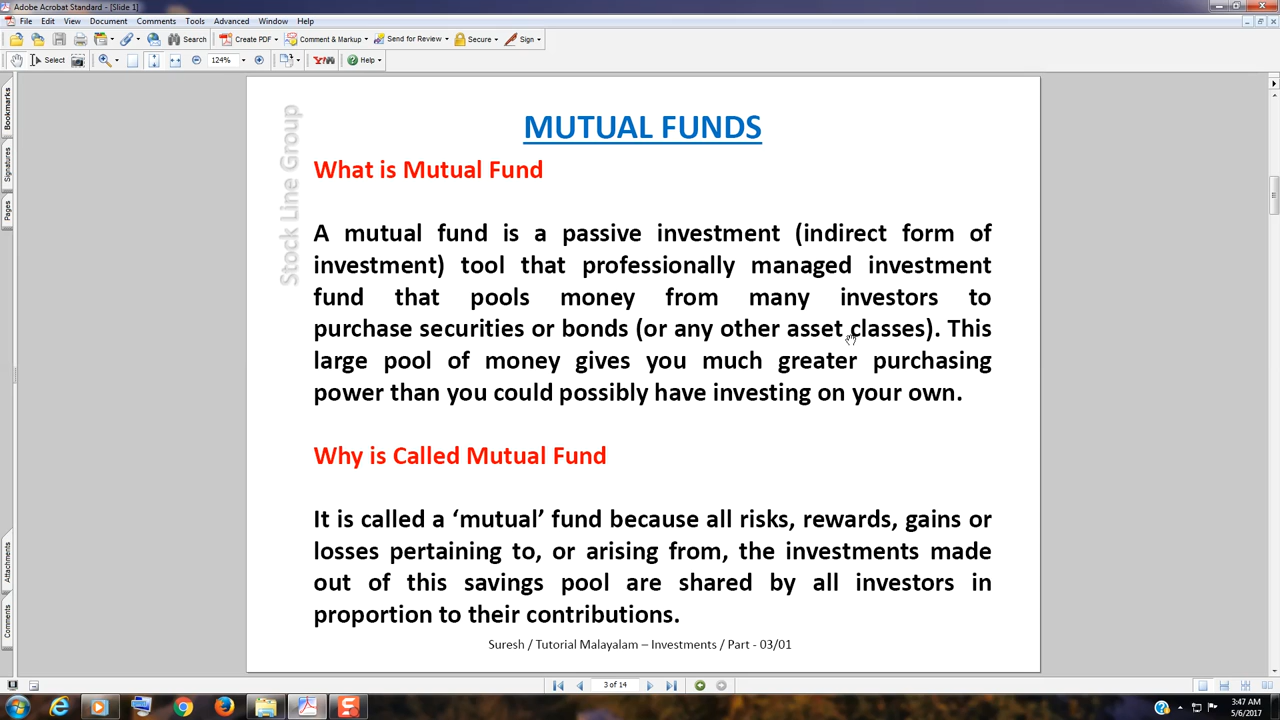 Adobe Acrobat Standard - [Slide 1]
File Edit View Document Comments Tools Advanced Window Help
Search Create PDF Comment & Markup Send for Review Secure Sign
Select 124% Y! Help
Bookmarks
Signatures
Pages
Attachments
Comments
Stock Line Group
MUTUAL FUNDS
What is Mutual Fund
A mutual fund is a passive investment (indirect form of
investment) tool that professionally managed investment
fund that pools money from many investors to
purchase securities or bonds (or any other asset classes). This
large pool of money gives you much greater purchasing
power than you could possibly have investing on your own.
Why is Called Mutual Fund
It is called a ‘mutual’ fund because all risks, rewards, gains or
losses pertaining to, or arising from, the investments made
out of this savings pool are shared by all investors in
proportion to their contributions.
Suresh / Tutorial Malayalam – Investments / Part - 03/01
3 of 14
3:47 AM
5/6/2017